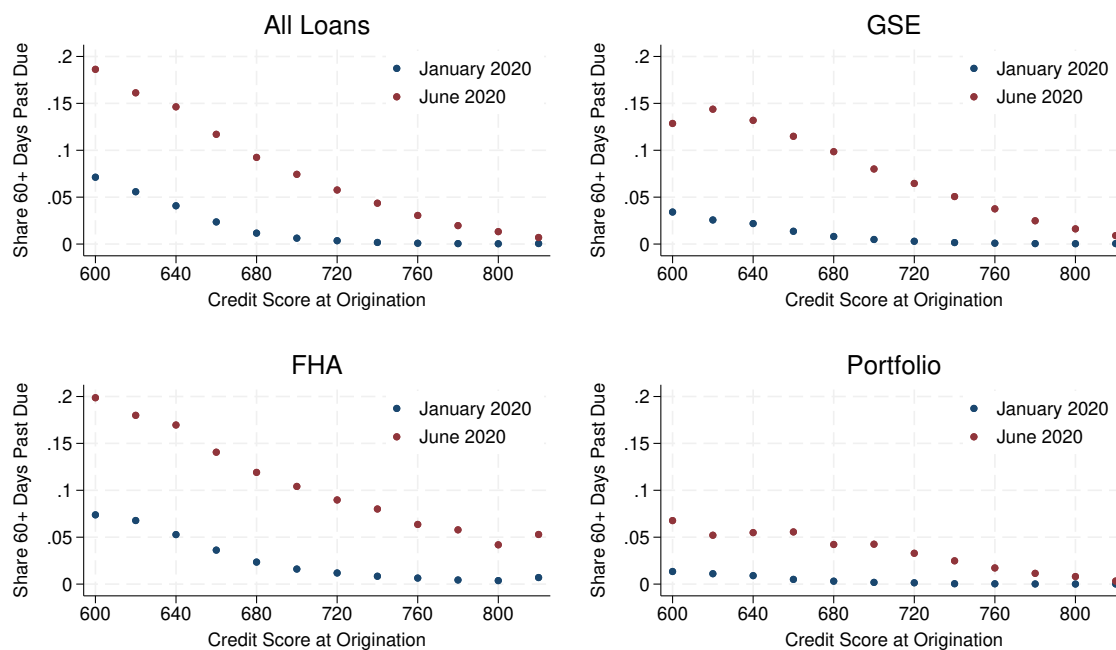 All Loans
Share 60+ Days Past Due
.2
.15
.1
.05
0
January 2020
June 2020
600
640
680
720
760
800
Credit Score at Origination
GSE
Share 60+ Days Past Due
.2
.15
.1
.05
0
January 2020
June 2020
600
640
680
720
760
800
Credit Score at Origination
FHA
Share 60+ Days Past Due
.2
.15
.1
.05
0
January 2020
June 2020
600
640
680
720
760
800
Credit Score at Origination
Portfolio
Share 60+ Days Past Due
.2
.15
.1
.05
0
January 2020
June 2020
600
640
680
720
760
800
Credit Score at Origination